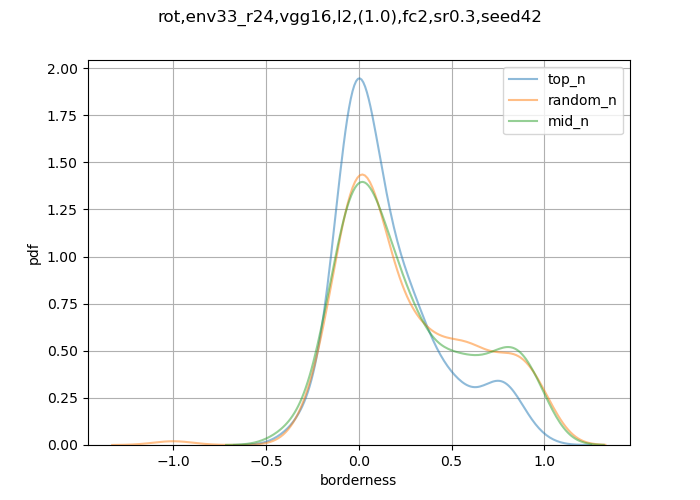 rot,env33_r24,vgg16,l2,(1.0),fc2,sr0.3,seed42
2.00
1.75
1.50
1.25
1.00
0.75
0.50
0.25
0.00
pdf
top_n
random_n
mid_n
−1.0
−0.5
0.0
0.5
1.0
borderness